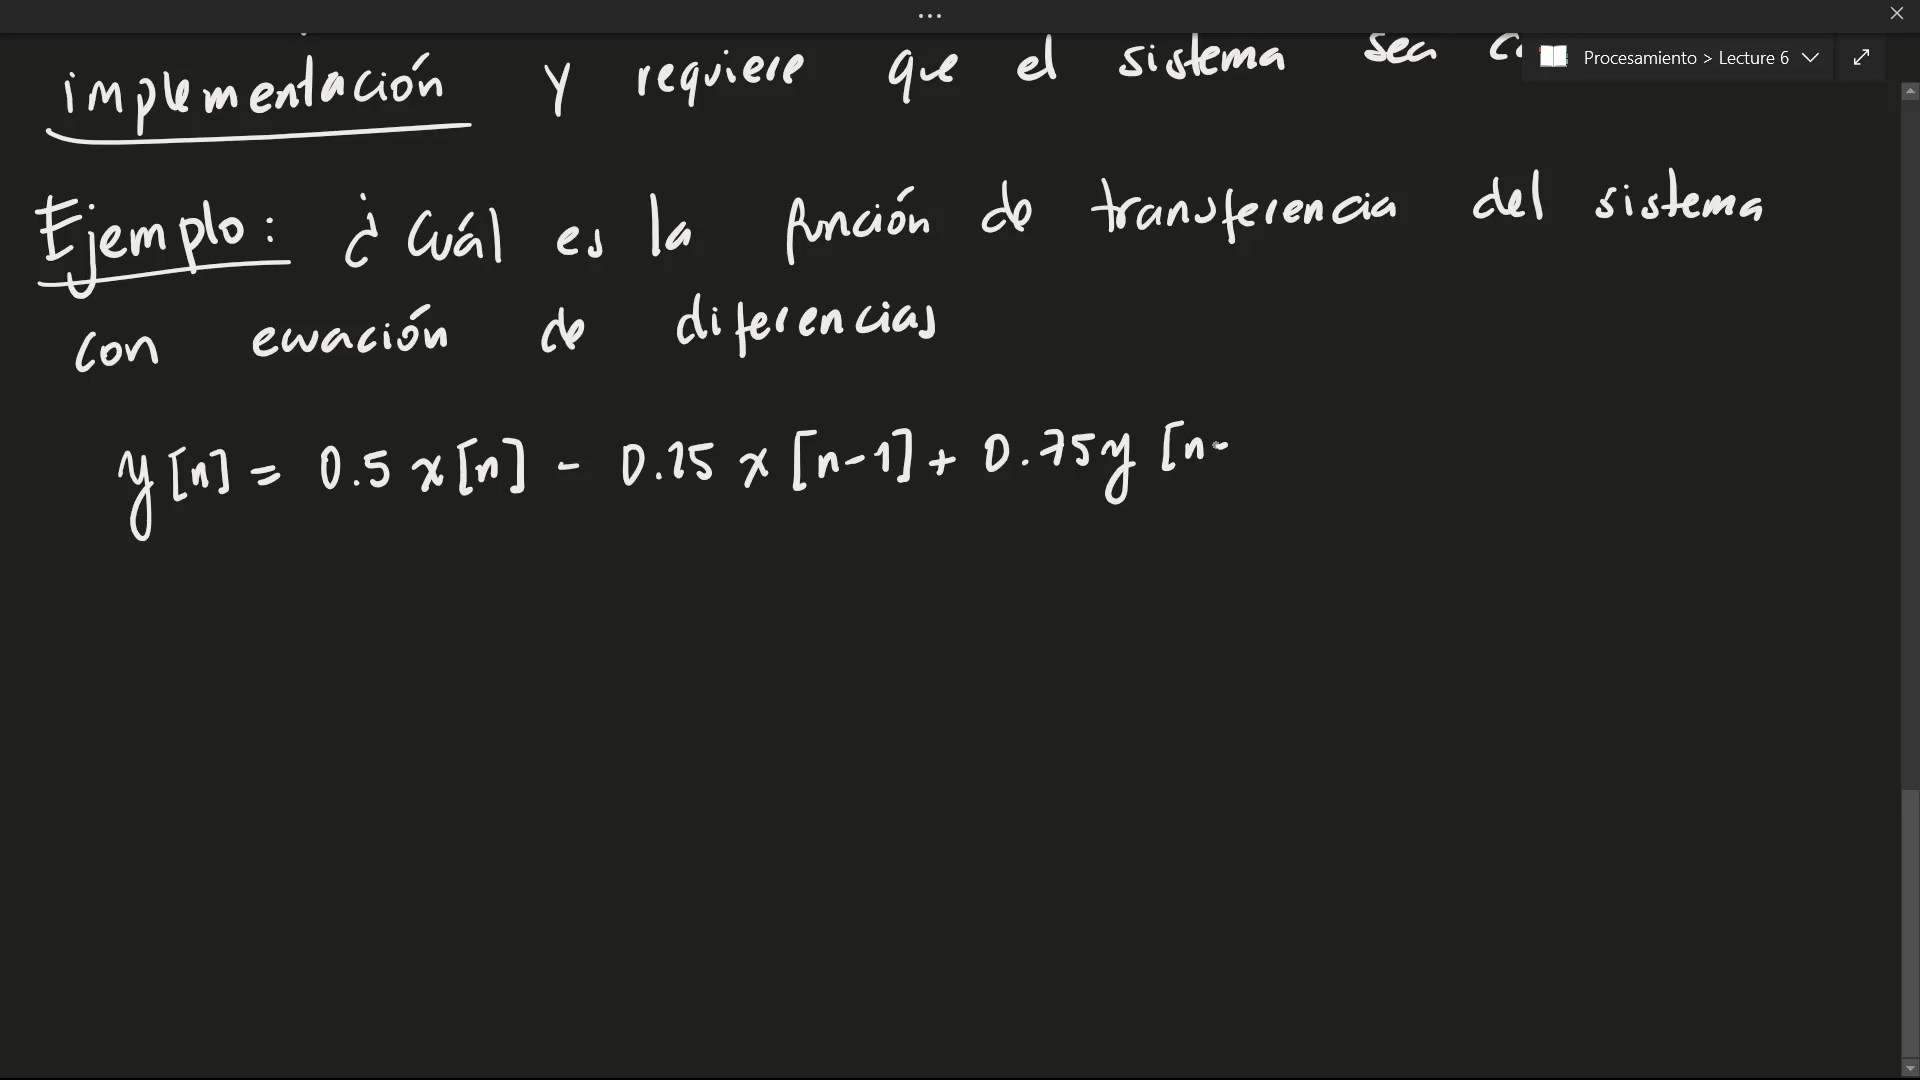 implementación y requiere que el sistema sea
Procesamiento > Lecture 6
Ejemplo: ¿Cuál es la función de transferencia del sistema
con ecuación de diferencias
y[n] = 0.5 x[n] - 0.25 x[n-1] + 0.75y [n-